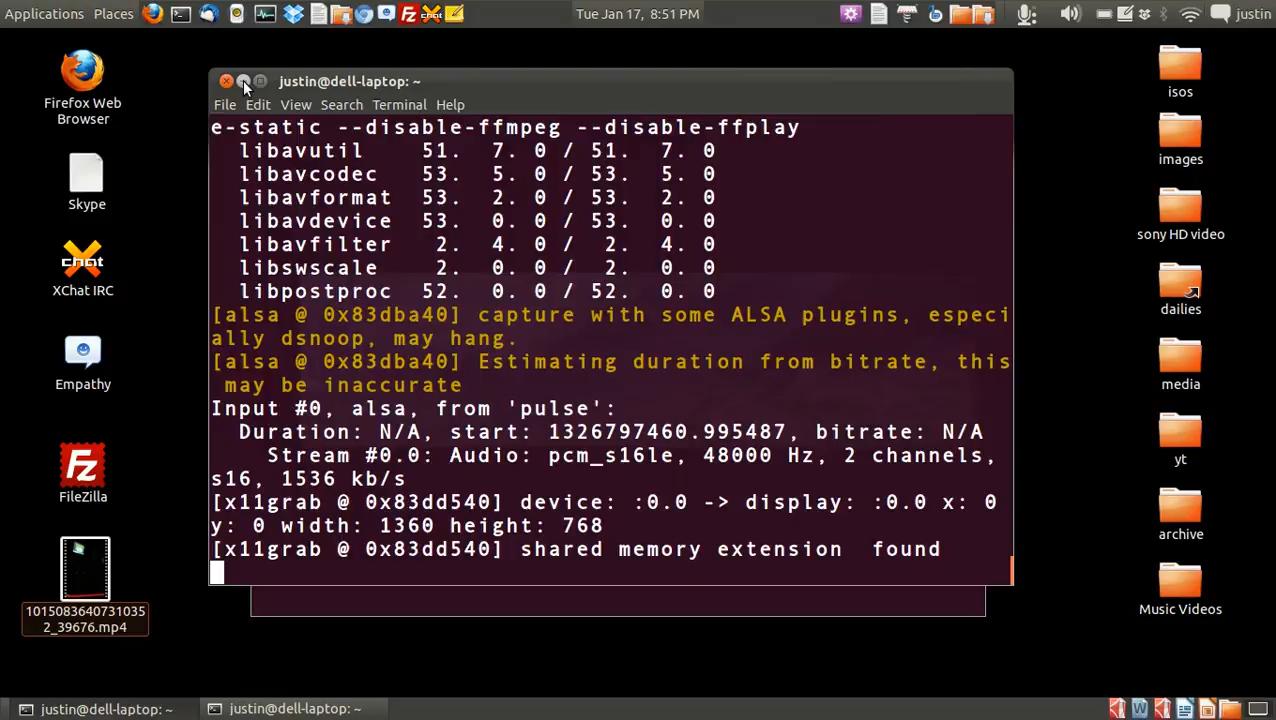 Applications Places
Tue Jan 17, 8:51 PM
justin
justin@dell-laptop: ~
File Edit View Search Terminal Help
e-static --disable-ffmpeg --disable-ffplay
libavutil 51. 7. 0 / 51. 7. 0
libavcodec 53. 5. 0 / 53. 5. 0
libavformat 53. 2. 0 / 53. 2. 0
libavdevice 53. 0. 0 / 53. 0. 0
libavfilter 2. 4. 0 / 2. 4. 0
libswscale 2. 0. 0 / 2. 0. 0
libpostproc 52. 0. 0 / 52. 0. 0
[alsa @ 0x83dba40] capture with some ALSA plugins, especi
ally dsnoop, may hang.
[alsa @ 0x83dba40] Estimating duration from bitrate, this
may be inaccurate
Input #0, alsa, from 'pulse':
Duration: N/A, start: 1326797460.995487, bitrate: N/A
Stream #0.0: Audio: pcm_s16le, 48000 Hz, 2 channels,
s16, 1536 kb/s
[x11grab @ 0x83dd540] device: :0.0 -> display: :0.0 x: 0
y: 0 width: 1360 height: 768
[x11grab @ 0x83dd540] shared memory extension found
Firefox Web
Browser
Skype
chat
XChat IRC
Empathy
Fz
FileZilla
1015083640731035
2_39676.mp4
isos
images
sony HD video
dailies
media
yt
archive
Music Videos
justin@dell-laptop: ~
justin@dell-laptop: ~